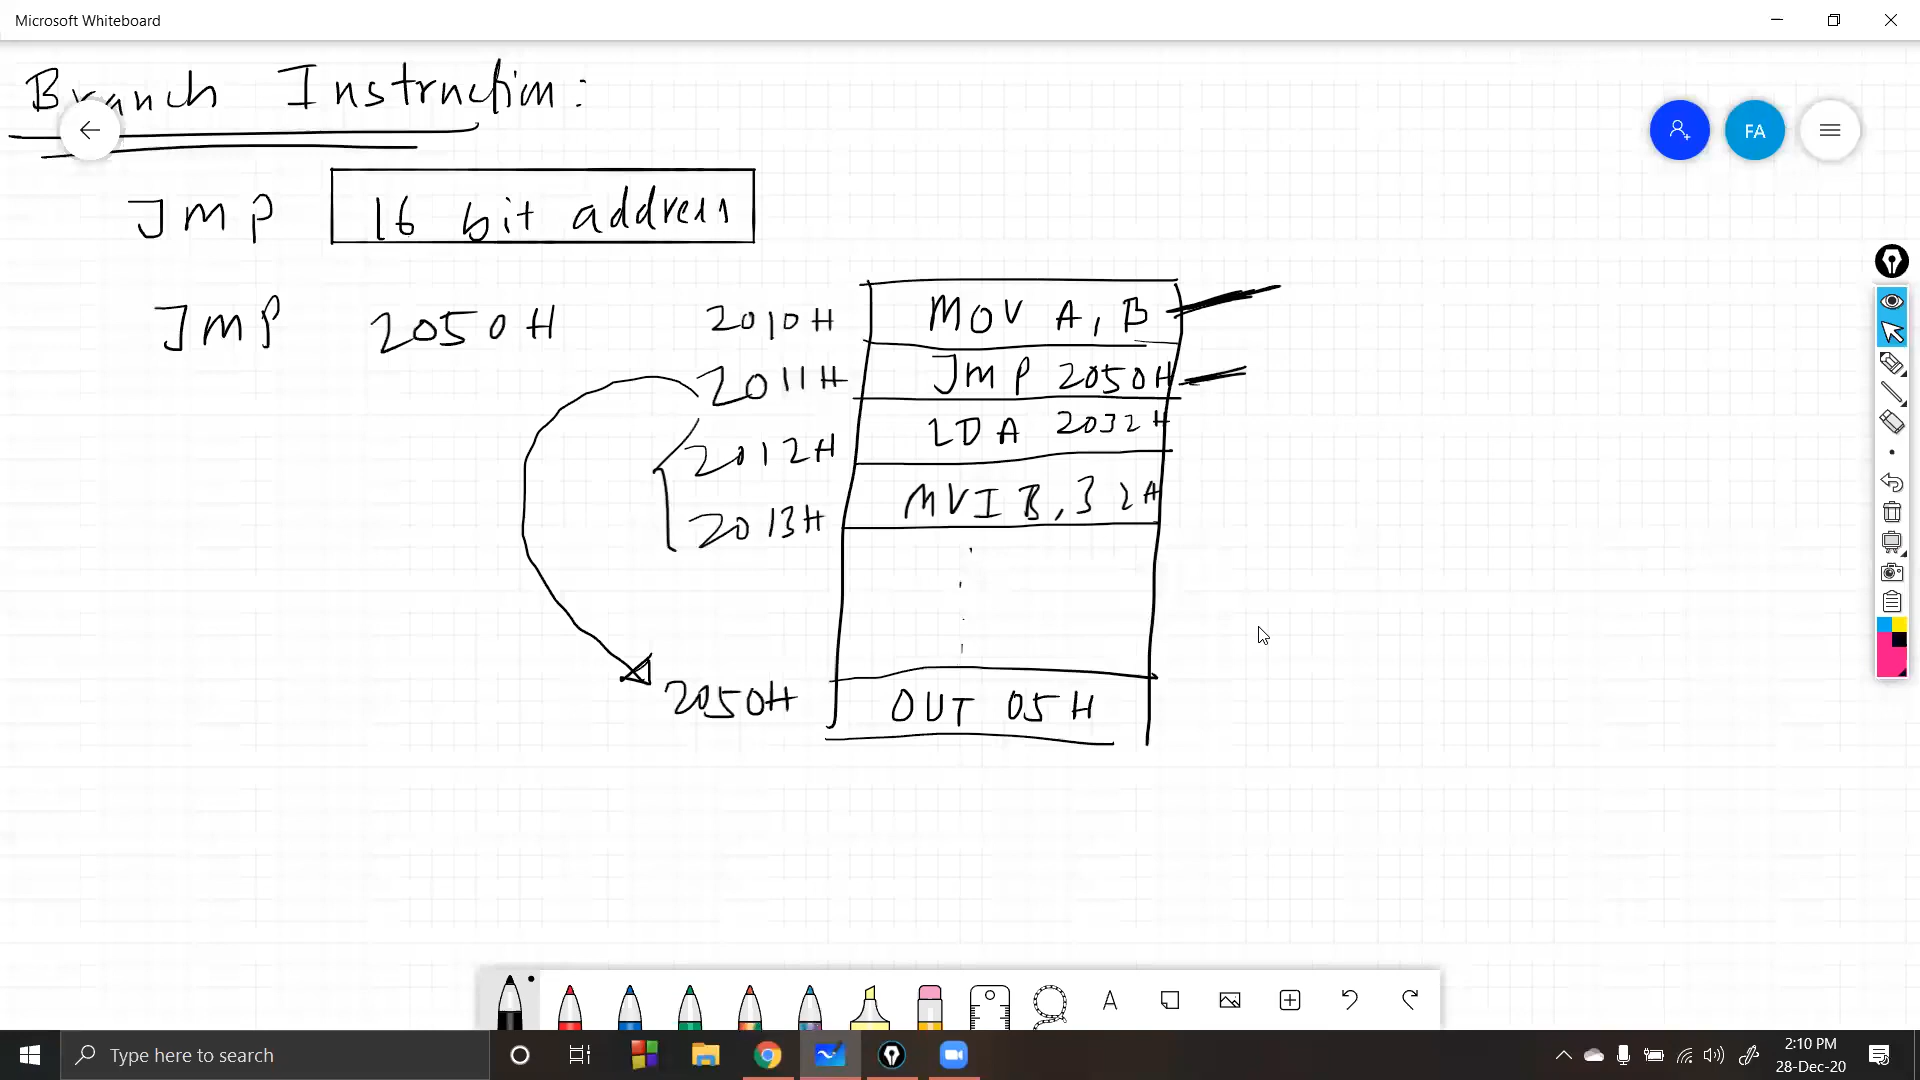 Microsoft Whiteboard
Branch Instruction:
FA
JMP 16 bit address
JMP 2050H
2010H MOV A, B
2011H JMP 2050H
2012H LDA 2032H
2013H MVI B, 32H
2050H OUT 05H
Type here to search
2:10 PM
28-Dec-20